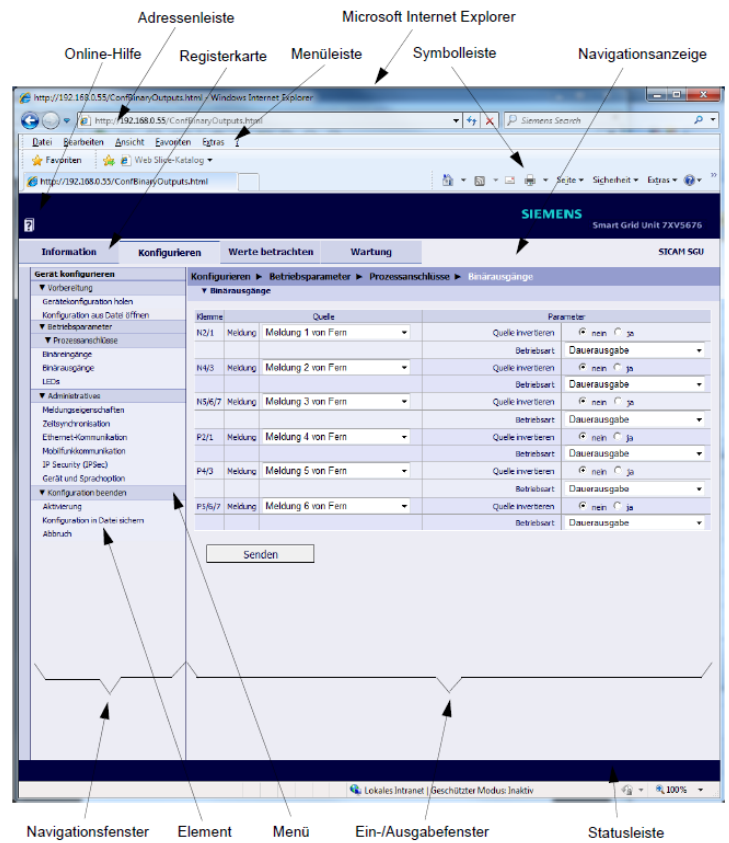 Adressenleiste
Microsoft Internet Explorer
Online-Hilfe
Registerkarte
Menüleiste
Symbolleiste
Navigationsanzeige
http://192.168.0.55/ConfBinaryOutputs.html - Windows Internet Explorer
http://192.168.0.55/ConfBinaryOutputs.html
Siemens Search
Datei Bearbeiten Ansicht Favoriten Extras ?
Favoriten
Web Slice-Katalog
http://192.168.0.55/ConfBinaryOutputs.html
Seite
Sicherheit
Extras
SIEMENS
Smart Grid Unit 7XV5676
Information
Konfigurieren
Werte betrachten
Wartung
SICAM SGU
Gerät konfigurieren
▼ Vorbereitung
Gerätekonfiguration holen
Konfiguration aus Datei öffnen
▼ Betriebsparameter
▼ Prozessanschlüsse
Binäreingänge
Binärausgänge
LEDs
▼ Administratives
Meldungseigenschaften
Zeitsynchronisation
Ethernet-Kommunikation
Mobilfunkkommunikation
IP Security (IPSec)
Gerät und Sprachoption
▼ Konfiguration beenden
Aktivierung
Konfiguration in Datei sichern
Abbruch
Konfigurieren ► Betriebsparameter ► Prozessanschlüsse ► Binärausgänge
▼ Binärausgänge
Klemme Quelle Parameter
N2/1 Meldung Meldung 1 von Fern Quelle invertieren nein ja
Betriebsart Dauerausgabe
N4/3 Meldung Meldung 2 von Fern Quelle invertieren nein ja
Betriebsart Dauerausgabe
N5/6/7 Meldung Meldung 3 von Fern Quelle invertieren nein ja
Betriebsart Dauerausgabe
P2/1 Meldung Meldung 4 von Fern Quelle invertieren nein ja
Betriebsart Dauerausgabe
P4/3 Meldung Meldung 5 von Fern Quelle invertieren nein ja
Betriebsart Dauerausgabe
P5/6/7 Meldung Meldung 6 von Fern Quelle invertieren nein ja
Betriebsart Dauerausgabe
Senden
Lokales Intranet | Geschützter Modus: Inaktiv
100%
Navigationsfenster
Element
Menü
Ein-/Ausgabefenster
Statusleiste